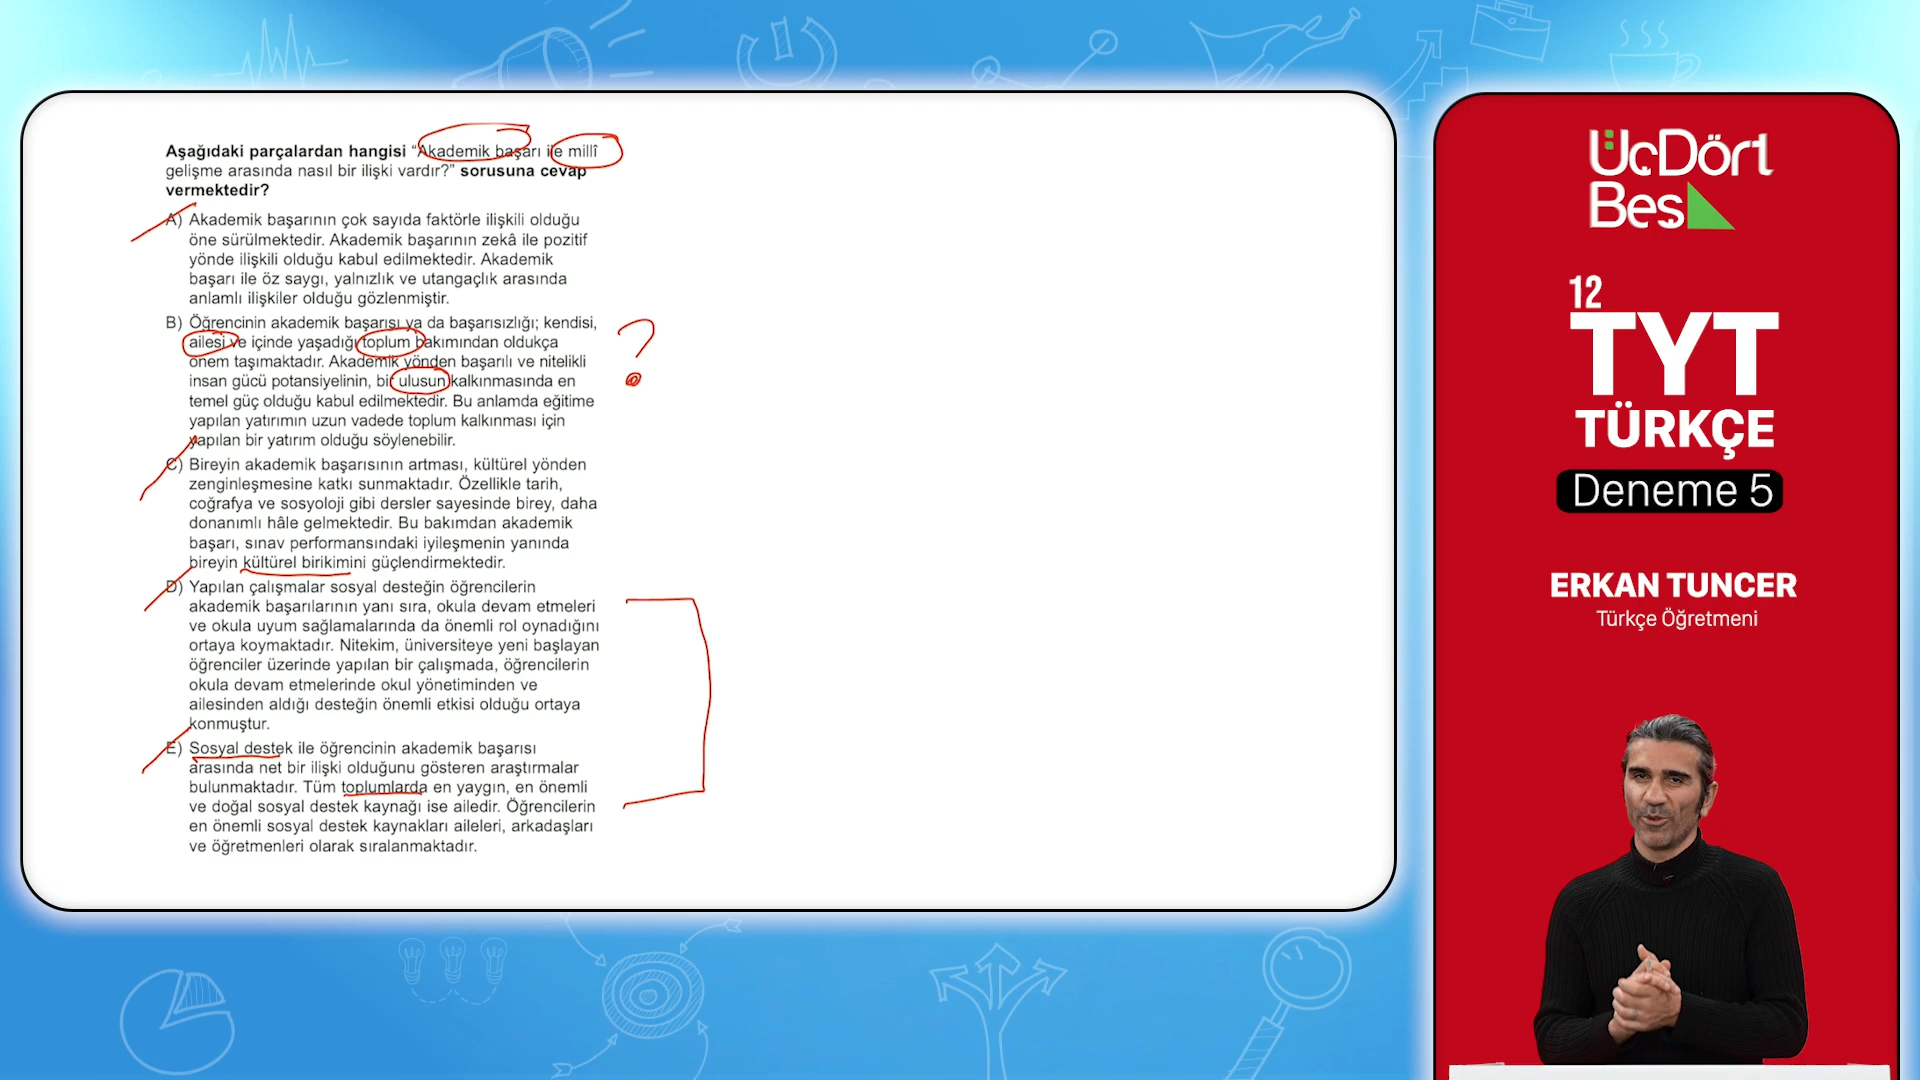 Aşağıdaki parçalardan hangisi “Akademik başarı ile millî
gelişme arasında nasıl bir ilişki vardır?” sorusuna cevap
vermektedir?
A) Akademik başarının çok sayıda faktörle ilişkili olduğu
öne sürülmektedir. Akademik başarının zekâ ile pozitif
yönde ilişkili olduğu kabul edilmektedir. Akademik
başarı ile öz saygı, yalnızlık ve utangaçlık arasında
anlamlı ilişkiler olduğu gözlenmiştir.
B) Öğrencinin akademik başarısı ya da başarısızlığı; kendisi,
ailesi ve içinde yaşadığı toplum bakımından oldukça
önem taşımaktadır. Akademik yönden başarılı ve nitelikli
insan gücü potansiyelinin, bir ulusun kalkınmasında en
temel güç olduğu kabul edilmektedir. Bu anlamda eğitime
yapılan yatırımın uzun vadede toplum kalkınması için
yapılan bir yatırım olduğu söylenebilir.
C) Bireyin akademik başarısının artması, kültürel yönden
zenginleşmesine katkı sunmaktadır. Özellikle tarih,
coğrafya ve sosyoloji gibi dersler sayesinde birey, daha
donanımlı hâle gelmektedir. Bu bakımdan akademik
başarı, sınav performansındaki iyileşmenin yanında
bireyin kültürel birikimini güçlendirmektedir.
D) Yapılan çalışmalar sosyal desteğin öğrencilerin
akademik başarılarının yanı sıra, okula devam etmeleri
ve okula uyum sağlamalarında da önemli rol oynadığını
ortaya koymaktadır. Nitekim, üniversiteye yeni başlayan
öğrenciler üzerinde yapılan bir çalışmada, öğrencilerin
okula devam etmelerinde okul yönetiminden ve
ailesinden aldığı desteğin önemli etkisi olduğu ortaya
konmuştur.
E) Sosyal destek ile öğrencinin akademik başarısı
arasında net bir ilişki olduğunu gösteren araştırmalar
bulunmaktadır. Tüm toplumlarda en yaygın, en önemli
ve doğal sosyal destek kaynağı ise ailedir. Öğrencilerin
en önemli sosyal destek kaynakları aileleri, arkadaşları
ve öğretmenleri olarak sıralanmaktadır.
?
ÜçDört
Beş
12
TYT
TÜRKÇE
Deneme 5
ERKAN TUNCER
Türkçe Öğretmeni